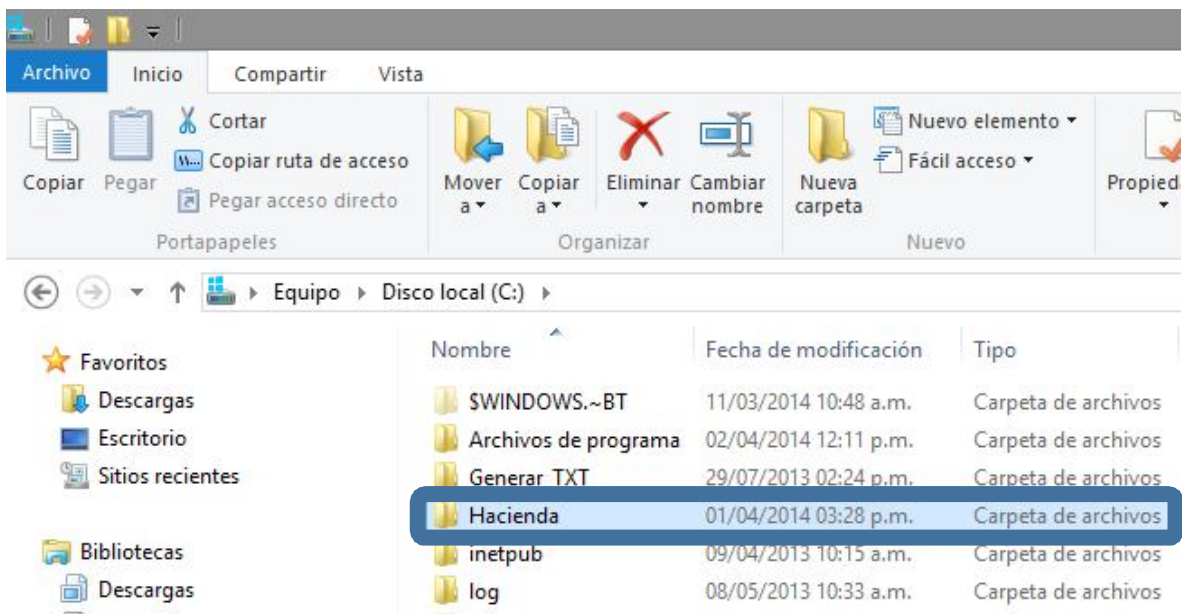 Archivo Inicio Compartir Vista
Copiar
Pegar
Cortar
Copiar ruta de acceso
Pegar acceso directo
Portapapeles
Mover a
Copiar a
Eliminar
Cambiar nombre
Organizar
Nueva carpeta
Nuevo elemento
Fácil acceso
Nuevo
Propied
Equipo Disco local (C:)
Favoritos
Descargas
Escritorio
Sitios recientes
Bibliotecas
Descargas
Nombre Fecha de modificación Tipo
$WINDOWS.~BT 11/03/2014 10:48 a.m. Carpeta de archivos
Archivos de programa 02/04/2014 12:11 p.m. Carpeta de archivos
Generar TXT 29/07/2013 02:24 p.m. Carpeta de archivos
Hacienda 01/04/2014 03:28 p.m. Carpeta de archivos
inetpub 09/04/2013 10:15 a.m. Carpeta de archivos
log 08/05/2013 10:33 a.m. Carpeta de archivos